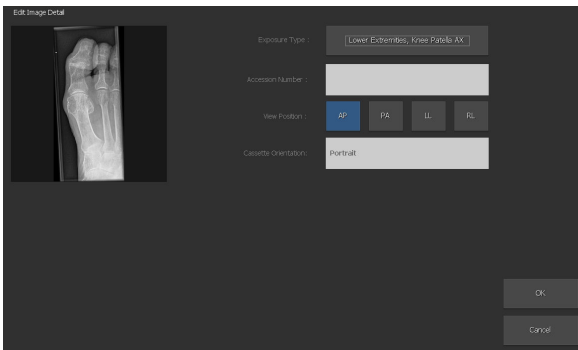 Edit Image Detail
Exposure Type :
Lower Extremities, Knee Patella AX
Accession Number :
View Position :
AP
PA
LL
RL
Cassette Orientation:
Portrait
OK
Cancel